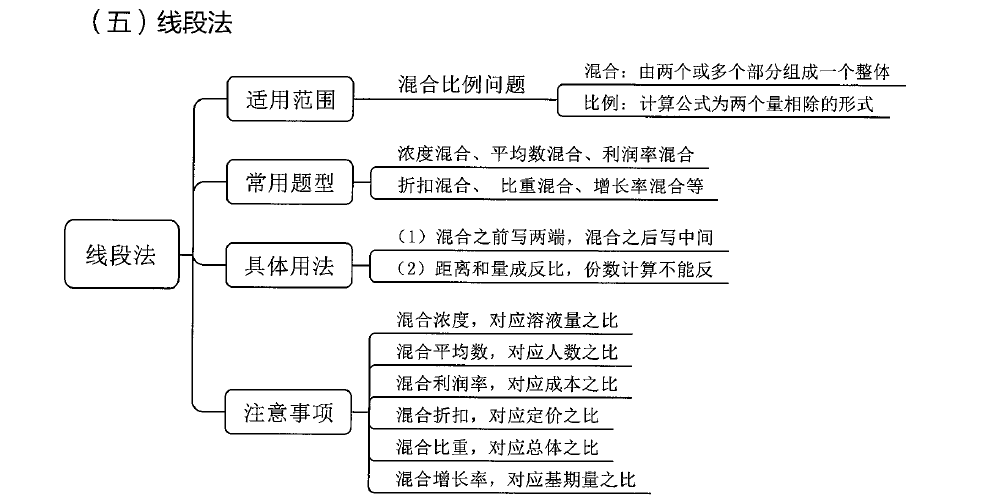 （五）线段法
线段法
适用范围
混合比例问题
混合：由两个或多个部分组成一个整体
比例：计算公式为两个量相除的形式
常用题型
浓度混合、平均数混合、利润率混合
折扣混合、 比重混合、增长率混合等
具体用法
（1）混合之前写两端，混合之后写中间
（2）距离和量成反比，份数计算不能反
注意事项
混合浓度，对应溶液量之比
混合平均数，对应人数之比
混合利润率，对应成本之比
混合折扣，对应定价之比
混合比重，对应总体之比
混合增长率，对应基期量之比